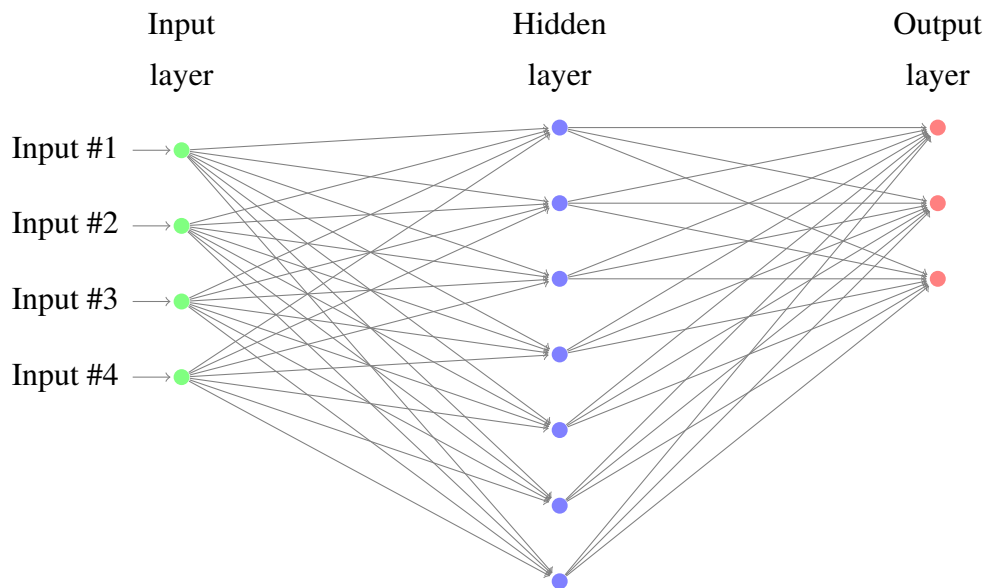 Input
layer
Hidden
layer
Output
layer
Input #1
Input #2
Input #3
Input #4